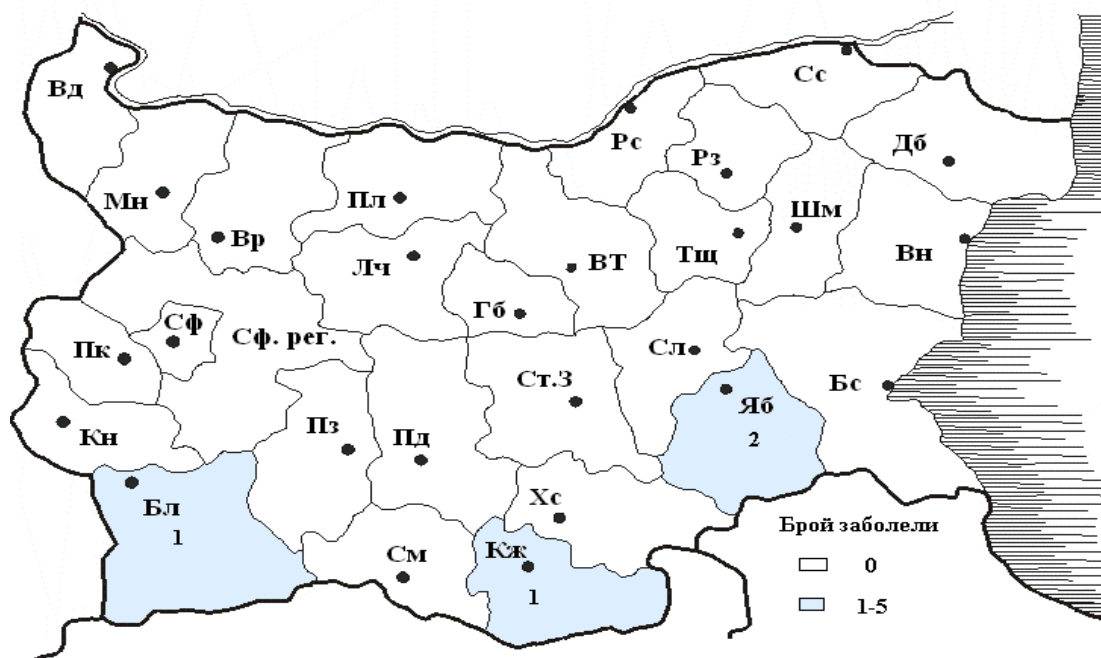 Вд
Сс
Рс
Рз
Дб
Мн
Пл
Шм
Вр
Тщ
Вн
Лч
ВТ
Гб
Сф
Сф. рег.
Пк
Сл
Ст.З
Яб
2
Бс
Кн
Пз
Пд
Бл
1
Хс
См
Кж
1
Брой заболели
0
1-5